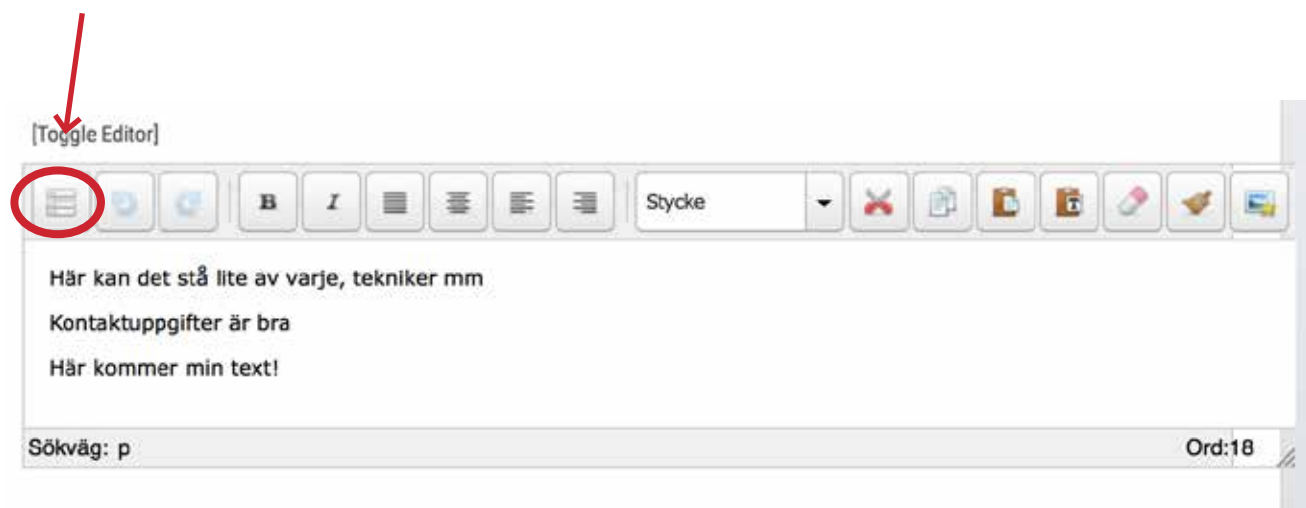 [Toggle Editor]
B I Stycke
Här kan det stå lite av varje, tekniker mm
Kontaktuppgifter är bra
Här kommer min text!
Sökväg: p Ord:18